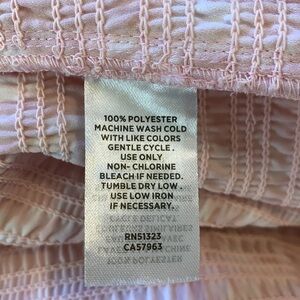 100% POLYESTER
MACHINE WASH COLD
WITH LIKE COLORS
GENTLE CYCLE.
USE ONLY
NON- CHLORINE
BLEACH IF NEEDED.
TUMBLE DRY LOW.
USE LOW IRON
IF NECESSARY.
RN51323
CA57963